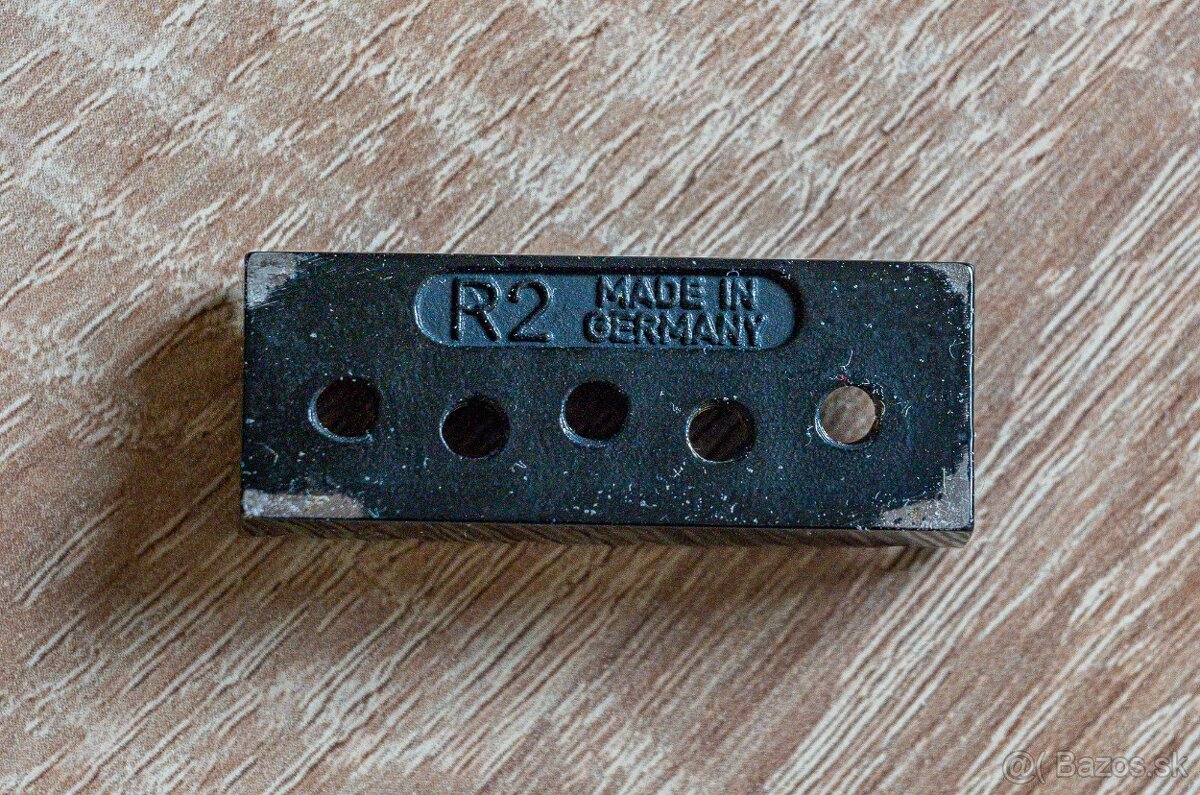 R2
MADE IN
GERMANY
@( Bazos.sk